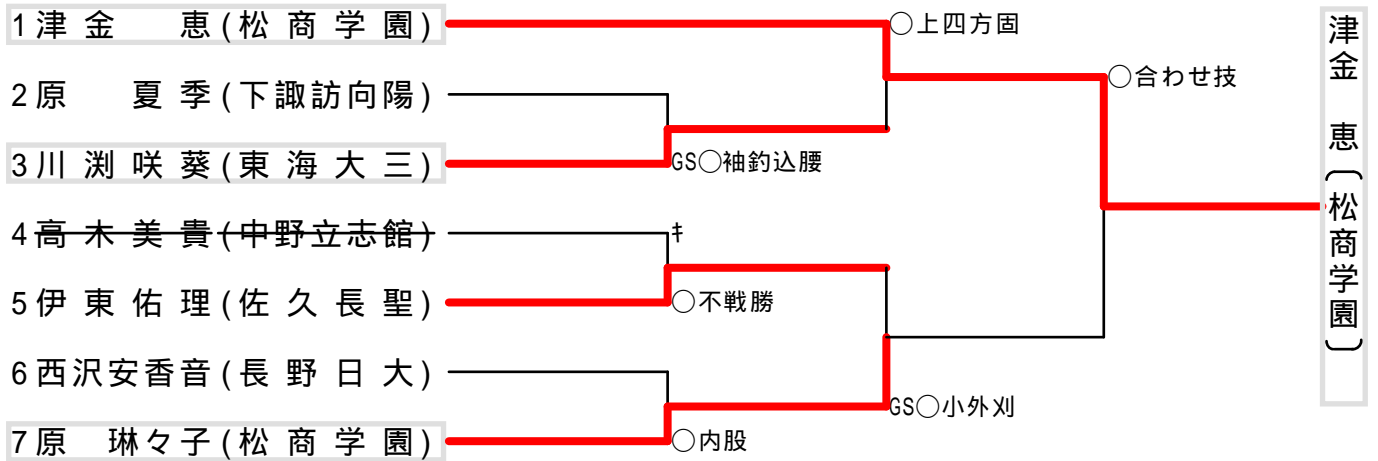 1 津金 恵 (松商学園)
2 原 夏季 (下諏訪向陽)
3 川渕咲葵 (東海大三)
4 高木美貴 (中野立志館)
5 伊東佑理 (佐久長聖)
6 西沢安香音 (長野日大)
7 原 琳々子 (松商学園)
GS○袖釣込腰
キ
○不戦勝
○内股
○上四方固
GS○小外刈
○合わせ技
津金 恵(松商学園)